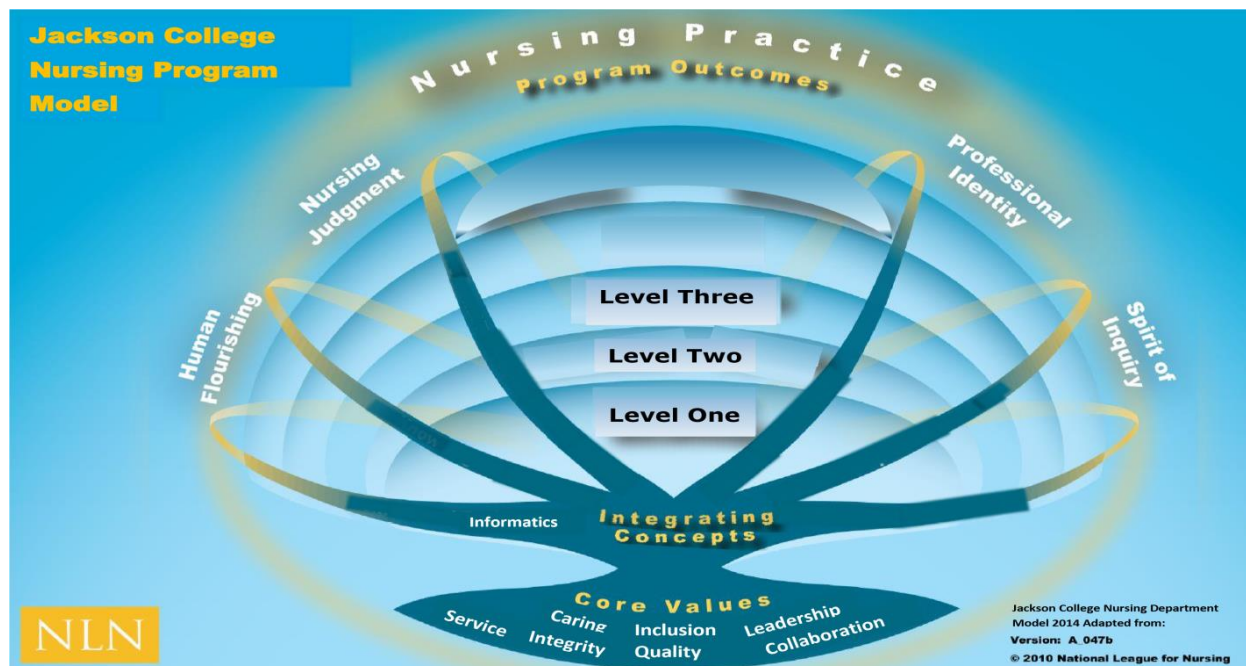 Jackson College
Nursing Program
Model
Nursing Practice
Program Outcomes
Nursing
Judgment
Professional
Identity
Human
Flourishing
Spirit of
Inquiry
Level Three
Level Two
Level One
Informatics
Integrating
Concepts
Core Values
Service
Caring
Integrity
Inclusion
Quality
Leadership
Collaboration
NLN
Jackson College Nursing Department
Model 2014 Adapted from:
Version: A_047b
© 2010 National League for Nursing